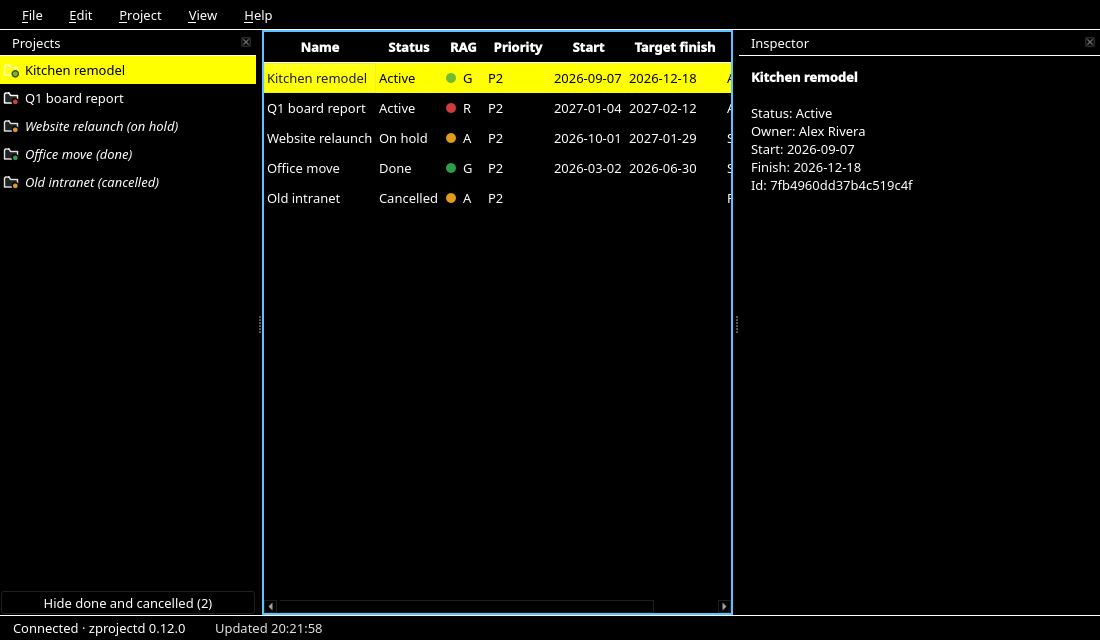 File Edit Project View Help
Projects
Kitchen remodel
Q1 board report
Website relaunch (on hold)
Office move (done)
Old intranet (cancelled)
Hide done and cancelled (2)
Name Status RAG Priority Start Target finish
Kitchen remodel Active G P2 2026-09-07 2026-12-18
Q1 board report Active R P2 2027-01-04 2027-02-12
Website relaunch On hold A P2 2026-10-01 2027-01-29
Office move Done G P2 2026-03-02 2026-06-30
Old intranet Cancelled A P2
Inspector
Kitchen remodel
Status: Active
Owner: Alex Rivera
Start: 2026-09-07
Finish: 2026-12-18
Id: 7fb4960dd37b4c519c4f
Connected · zprojectd 0.12.0 Updated 20:21:58